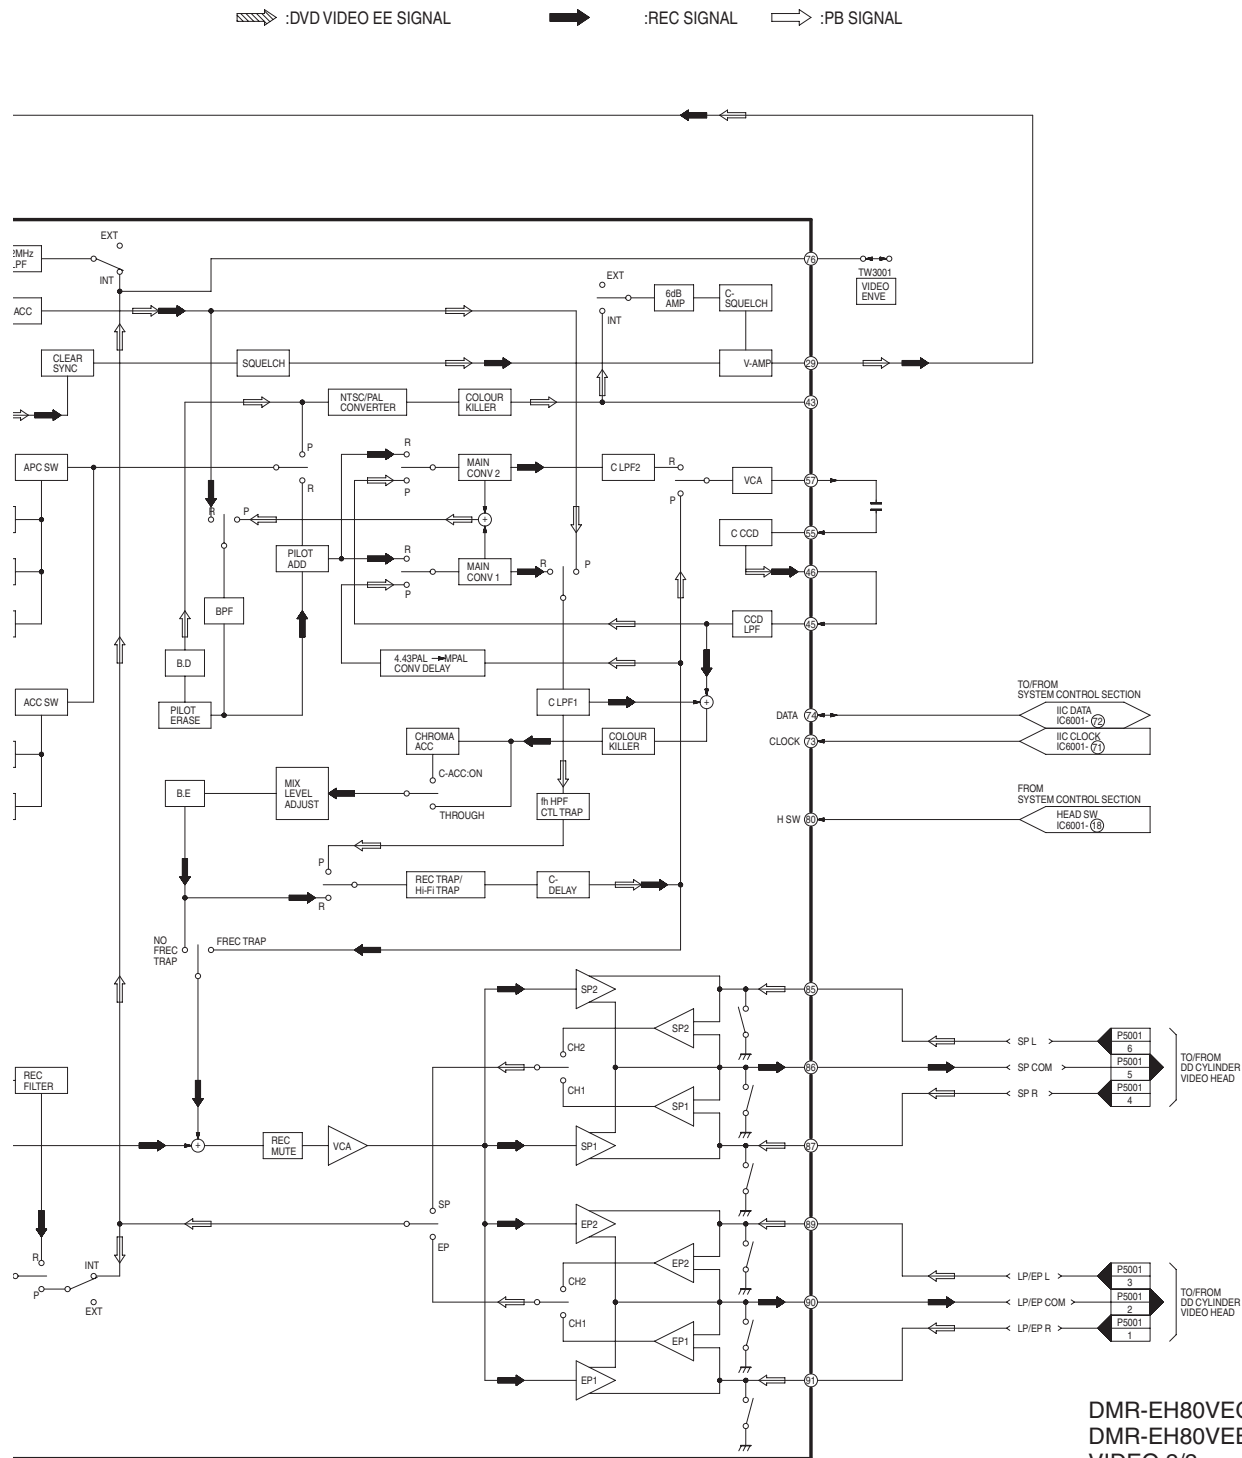 :DVD VIDEO EE SIGNAL :REC SIGNAL :PB SIGNAL
EXT
LPF
INT
76
TW3001
VIDEO
ENVE
EXT
6dB
AMP
C-
SQUELCH
INT
ACC
CLEAR
SYNC
SQUELCH
V-AMP
29
NTSC/PAL
CONVERTER
COLOUR
KILLER
43
P
R
APC SW
R
P
MAIN
CONV 2
C LPF2
R
P
VCA
57
R
P
C CCD
55
PILOT
ADD
R
P
MAIN
CONV 1
R
P
46
BPF
CCD
LPF
45
B.D
4.43PAL MPAL
CONV DELAY
ACC SW
PILOT
ERASE
C LPF1
TO/FROM
SYSTEM CONTROL SECTION
DATA 74
IIC DATA
IC6001- 72
CLOCK 73
IIC CLOCK
IC6001- 71
CHROMA
ACC
COLOUR
KILLER
C-ACC:ON
THROUGH
B.E
MIX
LEVEL
ADJUST
fh HPF
CTL TRAP
FROM
SYSTEM CONTROL SECTION
H SW 80
HEAD SW
IC6001- 18
P
R
REC TRAP/
Hi-Fi TRAP
C-
DELAY
NO
FREC
TRAP
FREC TRAP
SP2
85
SP2
CH2
CH1
SP L
P5001
6
86
SP COM
P5001
5
SP1
SP R
P5001
4
TO/FROM
DD CYLINDER
VIDEO HEAD
REC
FILTER
REC
MUTE
VCA
SP1
87
SP
EP
EP2
89
EP2
CH2
CH1
LP/EP L
P5001
3
90
LP/EP COM
P5001
2
EP1
LP/EP R
P5001
1
TO/FROM
DD CYLINDER
VIDEO HEAD
R
P
INT
EXT
EP1
91
DMR-EH80VEC